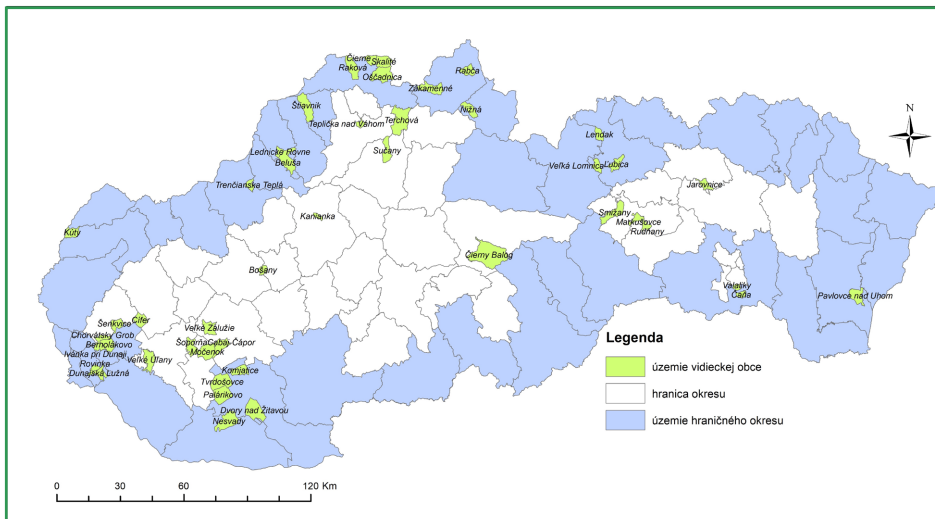 Čierne
Skalité
Raková
Oščadnica
Rabča
Zákamenné
Štiavnik
Nižná
Teplička nad Váhom
Terchová
Lendak
Sučany
Lednické Rovne
Beluša
Veľká Lomnica
Ľubica
Trenčianska Teplá
Jarovnice
Kanianka
Smižany
Matkušovce
Rudňany
Kúty
Čierny Balog
Bošany
Valaliky
Čaňa
Pavlovce nad Uhom
Šenkvice
Cífer
Veľké Zálužie
Chorvátsky Grob
Bernolákovo
Šoporňa
Cabaj-Čápor
Močenok
Ivanka pri Dunaji
Veľké Úľany
Rovinka
Dunajská Lužná
Komjatice
Tvrdošovce
Palárikovo
Dvory nad Žitavou
Nesvady
N
Legenda
územie vidieckej obce
hranica okresu
územie hraničného okresu
0 30 60 120 Km